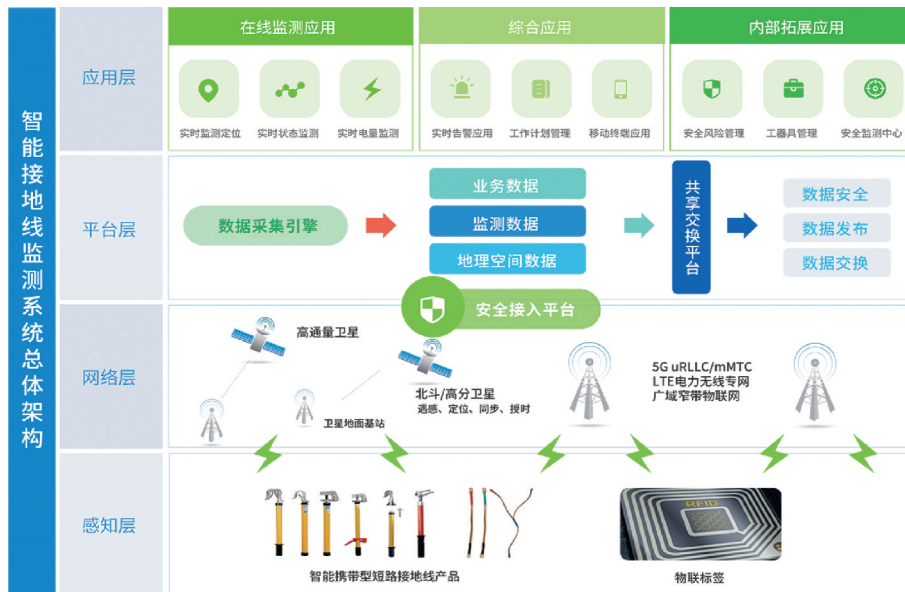 智能接地线监测系统总体架构
应用层
在线监测应用
综合应用
内部拓展应用
实时监测定位
实时状态监测
实时电量监测
实时告警应用
工作计划管理
移动终端应用
安全风险管理
工器具管理
安全监测中心
平台层
数据采集引擎
业务数据
监测数据
地理空间数据
共享交换平台
数据安全
数据发布
数据交换
安全接入平台
网络层
高通量卫星
卫星地面基站
北斗/高分卫星
遥感、定位、同步、授时
5G uRLLC/mMTC
LTE电力无线专网
广域窄带物联网
感知层
智能携带型短路接地线产品
RFID
物联标签